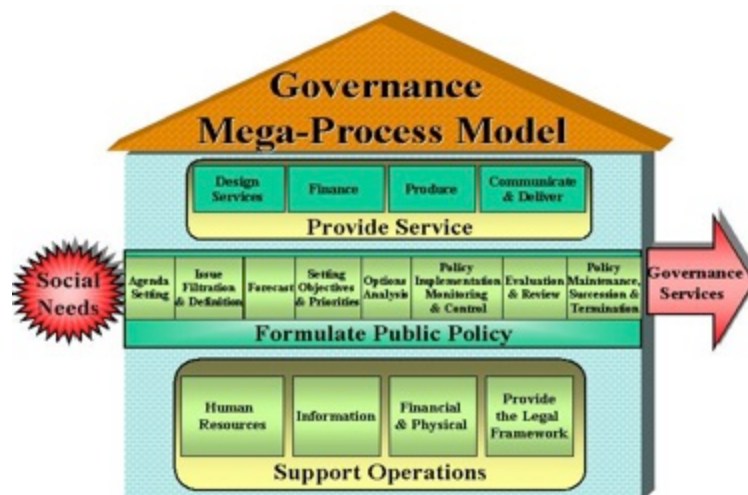 Governance
Mega-Process Model
Design
Services
Finance
Produce
Communicate
& Deliver
Provide Service
Social
Needs
Agenda
Setting
Issue
Filtration
& Definition
Forecast
Setting
Objectives
& Priorities
Options
Analysis
Policy
Implementation
Monitoring
& Control
Evaluation
& Review
Policy
Maintenance,
Succession &
Termination
Governance
Services
Formulate Public Policy
Human
Resources
Information
Financial
& Physical
Provide
the Legal
Framework
Support Operations